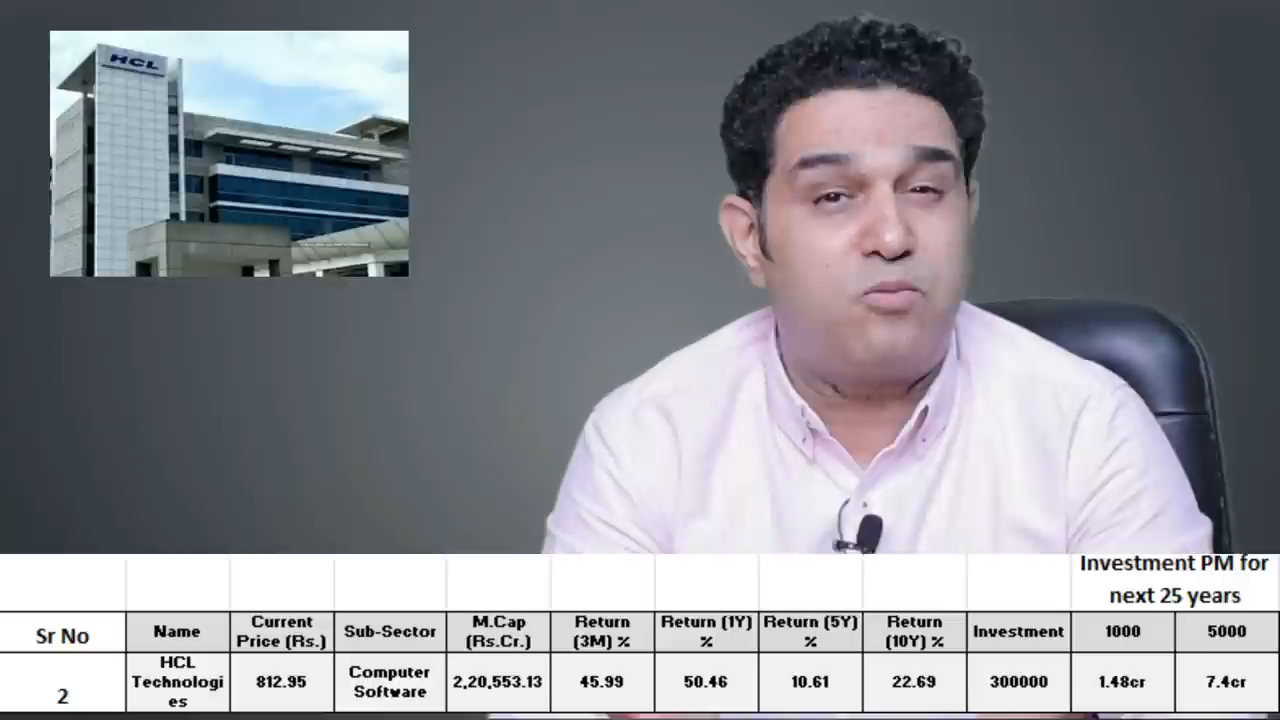 HCL
Investment PM for
next 25 years
Sr No Name Current Price (Rs.) Sub-Sector M.Cap (Rs.Cr.) Return (3M) % Return (1Y) % Return (5Y) % Return (10Y) % Investment 1000 5000
2 HCL Technologies 812.95 Computer Software 2,20,553.13 45.99 50.46 10.61 22.69 300000 1.48cr 7.4cr